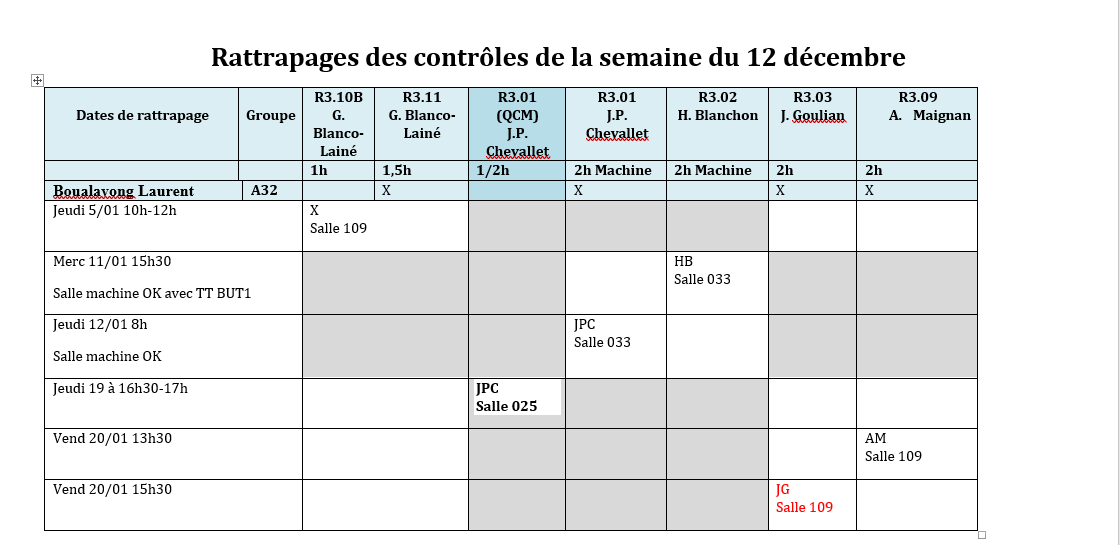 Rattrapages des contrôles de la semaine du 12 décembre
Dates de rattrapage
Groupe
R3.10B
G.
Blanco-
Lainé
R3.11
G. Blanco-
Lainé
R3.01
(QCM)
J.P.
Chevallet
R3.01
J.P.
Chevallet
R3.02
H. Blanchon
R3.03
J. Goulian
R3.09
A. Maignan
1h
1,5h
1/2h
2h Machine
2h Machine
2h
2h
Boualavong Laurent
A32
X
X
X
X
Jeudi 5/01 10h-12h
X
Salle 109
Merc 11/01 15h30
Salle machine OK avec TT BUT1
HB
Salle 033
Jeudi 12/01 8h
Salle machine OK
JPC
Salle 033
Jeudi 19 à 16h30-17h
JPC
Salle 025
Vend 20/01 13h30
AM
Salle 109
Vend 20/01 15h30
JG
Salle 109